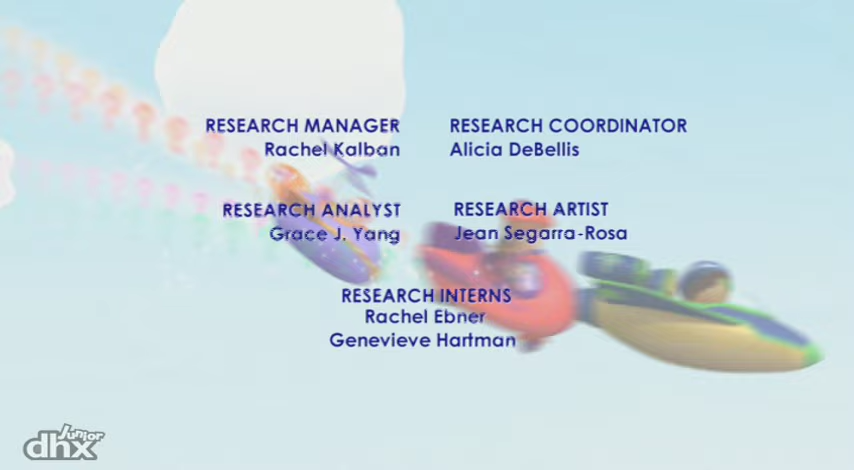 RESEARCH MANAGER
Rachel Kalban
RESEARCH COORDINATOR
Alicia DeBellis
RESEARCH ANALYST
Grace J. Yang
RESEARCH ARTIST
Jean Segarra-Rosa
RESEARCH INTERNS
Rachel Ebner
Genevieve Hartman
Junior
dhx